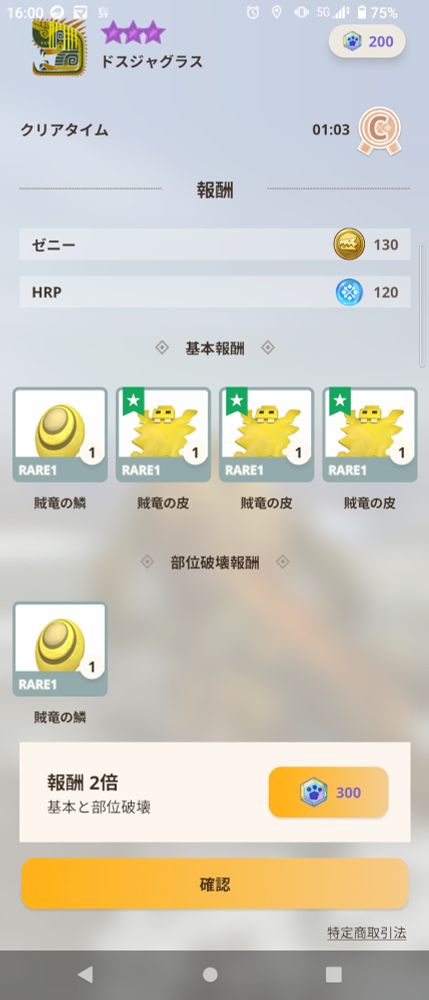 16:00 5G 75%
ドスジャグラス 200
クリアタイム 01:03 C
報酬
ゼニー 130
HRP 120
基本報酬
1 1 1 1
RARE1 RARE1 RARE1 RARE1
賊竜の鱗 賊竜の皮 賊竜の皮 賊竜の皮
部位破壊報酬
1
RARE1
賊竜の鱗
報酬 2倍
基本と部位破壊
300
確認
特定商取引法